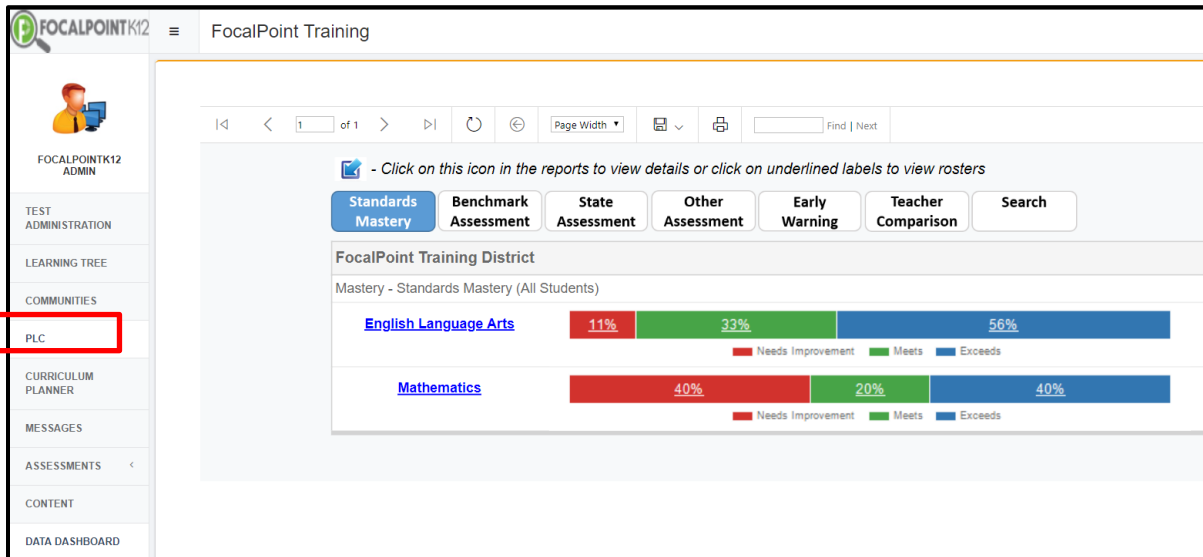 FOCALPOINTK12
FocalPoint Training
FOCALPOINTK12
ADMIN
TEST
ADMINISTRATION
LEARNING TREE
COMMUNITIES
PLC
CURRICULUM
PLANNER
MESSAGES
ASSESSMENTS
CONTENT
DATA DASHBOARD
1 of 1 Page Width Find | Next
- Click on this icon in the reports to view details or click on underlined labels to view rosters
Standards Mastery
Benchmark Assessment
State Assessment
Other Assessment
Early Warning
Teacher Comparison
Search
FocalPoint Training District
Mastery - Standards Mastery (All Students)
English Language Arts 11% 33% 56%
Needs Improvement Meets Exceeds
Mathematics 40% 20% 40%
Needs Improvement Meets Exceeds